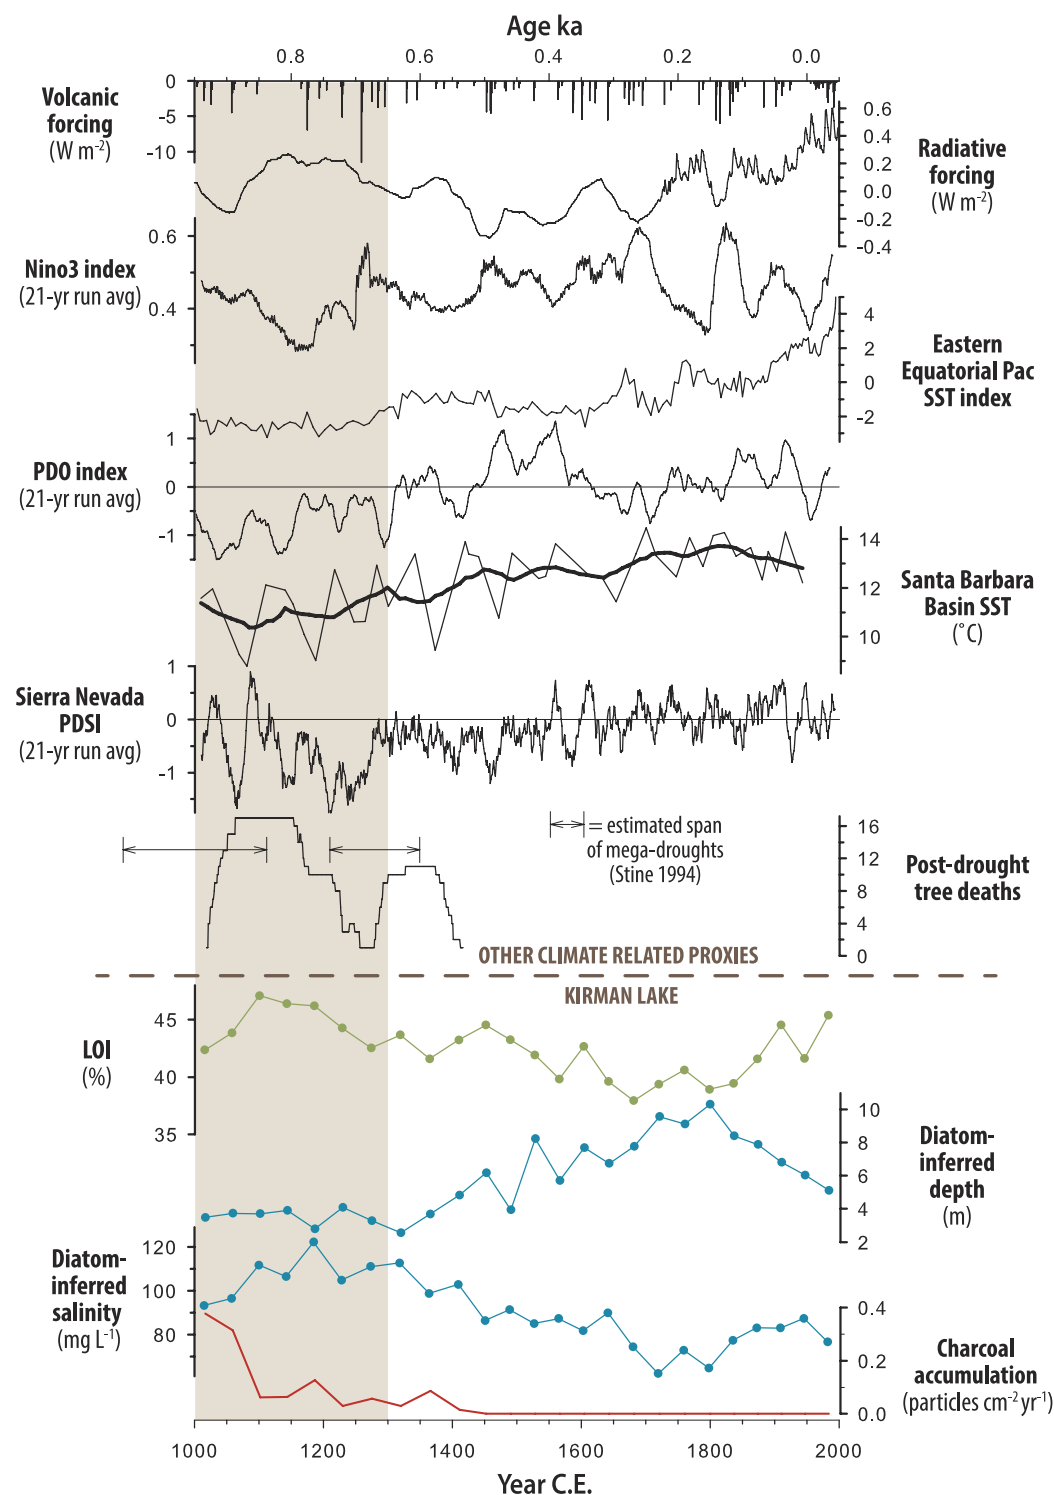 Age ka
0.8 0.6 0.4 0.2 0.0
Volcanic
forcing
(W m-2)
0
-5
-10
0.6
0.4
0.2
0.0
-0.2
-0.4
Radiative
forcing
(W m-2)
Nino3 index
(21-yr run avg)
0.6
0.4
4
2
0
-2
Eastern
Equatorial Pac
SST index
PDO index
(21-yr run avg)
1
0
-1
14
12
10
Santa Barbara
Basin SST
(˚C)
Sierra Nevada
PDSI
(21-yr run avg)
1
0
-1
= estimated span
of mega-droughts
(Stine 1994)
16
12
8
4
0
Post-drought
tree deaths
OTHER CLIMATE RELATED PROXIES
KIRMAN LAKE
LOI
(%)
45
40
35
10
8
6
4
2
Diatom-
inferred
depth
(m)
Diatom-
inferred
salinity
(mg L-1)
120
100
80
0.4
0.2
0.0
Charcoal
accumulation
(particles cm-2 yr-1)
1000 1200 1400 1600 1800 2000
Year C.E.